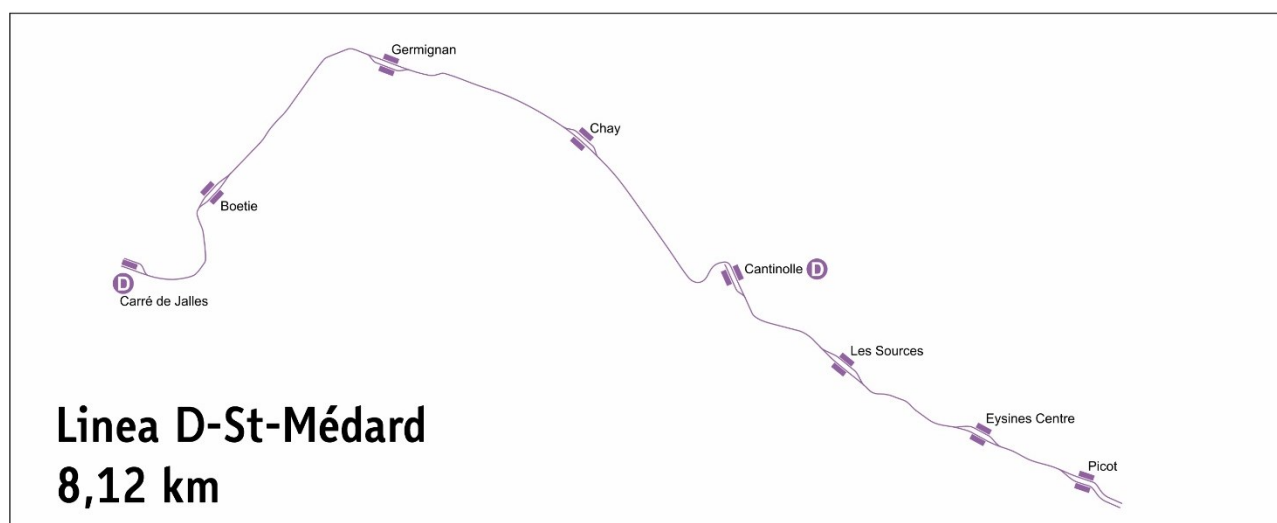 Germignan
Chay
Boetie
D
Carré de Jalles
Cantinolle D
Les Sources
Eysines Centre
Picot
Linea D-St-Médard
8,12 km